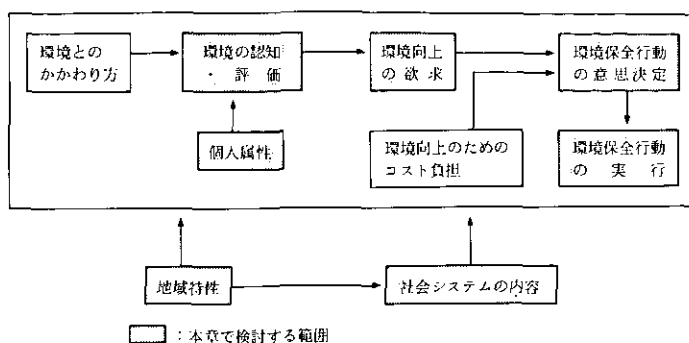 環境との
かかわり方
環境の認知
・評価
環境向上
の欲求
環境保全行動
の意思決定
個人属性
環境向上のための
コスト負担
環境保全行動
の実行
地域特性
社会システムの内容
：本章で検討する範囲